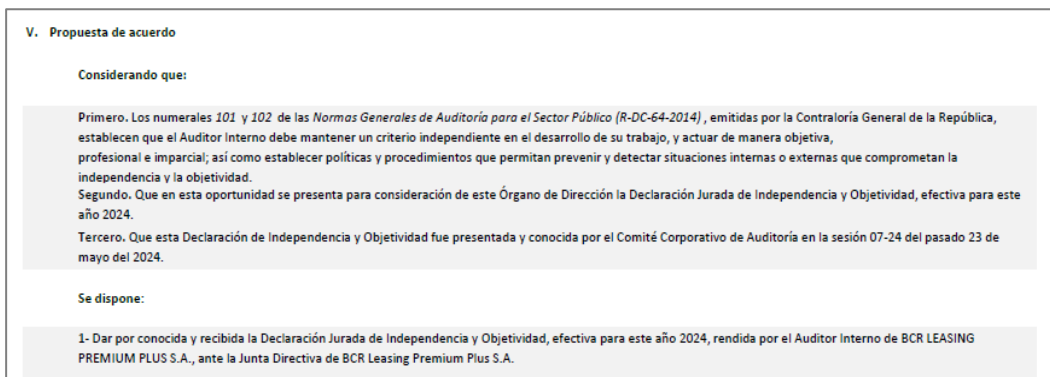 V. Propuesta de acuerdo
Considerando que:
Primero. Los numerales 101 y 102 de las Normas Generales de Auditoría para el Sector Público (R-DC-64-2014) , emitidas por la Contraloría General de la República,
establecen que el Auditor Interno debe mantener un criterio independiente en el desarrollo de su trabajo, y actuar de manera objetiva,
profesional e imparcial; así como establecer políticas y procedimientos que permitan prevenir y detectar situaciones internas o externas que comprometan la
independencia y la objetividad.
Segundo. Que en esta oportunidad se presenta para consideración de este Órgano de Dirección la Declaración Jurada de Independencia y Objetividad, efectiva para este
año 2024.
Tercero. Que esta Declaración de Independencia y Objetividad fue presentada y conocida por el Comité Corporativo de Auditoría en la sesión 07-24 del pasado 23 de
mayo del 2024.
Se dispone:
1- Dar por conocida y recibida la Declaración Jurada de Independencia y Objetividad, efectiva para este año 2024, rendida por el Auditor Interno de BCR LEASING
PREMIUM PLUS S.A., ante la Junta Directiva de BCR Leasing Premium Plus S.A.